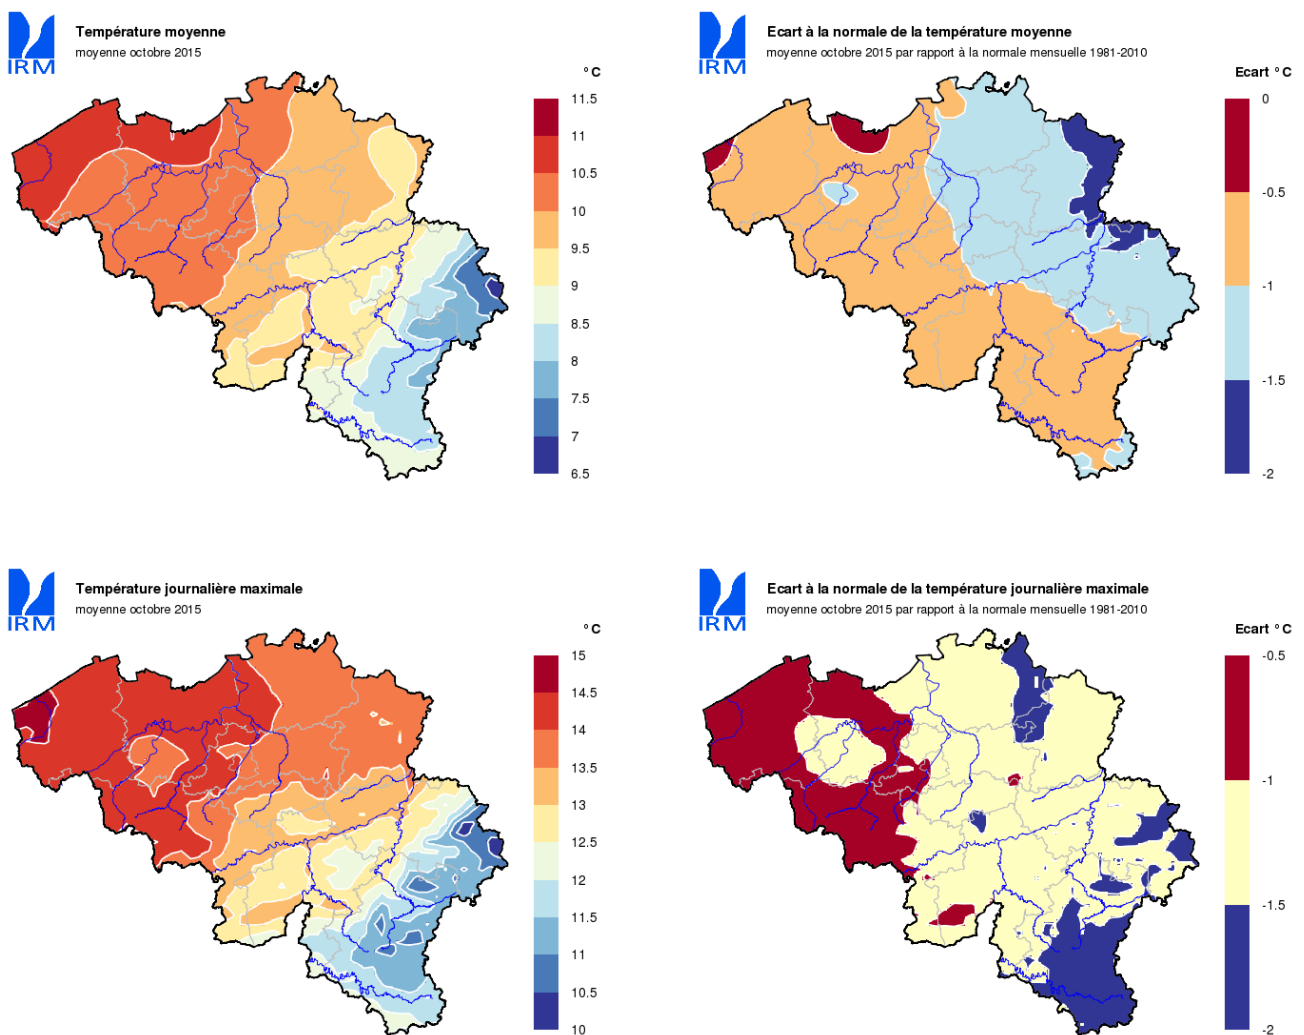 IRM
Température moyenne
moyenne octobre 2015
°C
11.5
11
10.5
10
9.5
9
8.5
8
7.5
7
6.5
IRM
Ecart à la normale de la température moyenne
moyenne octobre 2015 par rapport à la normale mensuelle 1981-2010
Ecart °C
0
-0.5
-1
-1.5
-2
IRM
Température journalière maximale
moyenne octobre 2015
°C
15
14.5
14
13.5
13
12.5
12
11.5
11
10.5
10
IRM
Ecart à la normale de la température journalière maximale
moyenne octobre 2015 par rapport à la normale mensuelle 1981-2010
Ecart °C
-0.5
-1
-1.5
-2